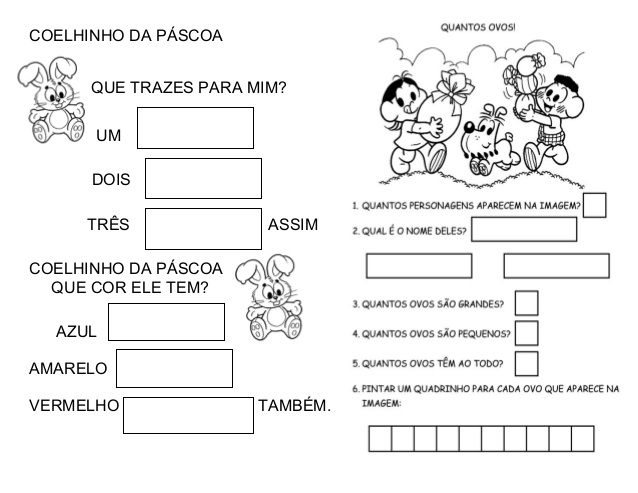 COELHINHO DA PÁSCOA
QUE TRAZES PARA MIM?
UM
DOIS
TRÊS ASSIM
COELHINHO DA PÁSCOA
QUE COR ELE TEM?
AZUL
AMARELO
VERMELHO TAMBÉM.
QUANTOS OVOS!
1. QUANTOS PERSONAGENS APARECEM NA IMAGEM?
2. QUAL É O NOME DELES?
3. QUANTOS OVOS SÃO GRANDES?
4. QUANTOS OVOS SÃO PEQUENOS?
5. QUANTOS OVOS TÊM AO TODO?
6. PINTAR UM QUADRINHO PARA CADA OVO QUE APARECE NA
IMAGEM: